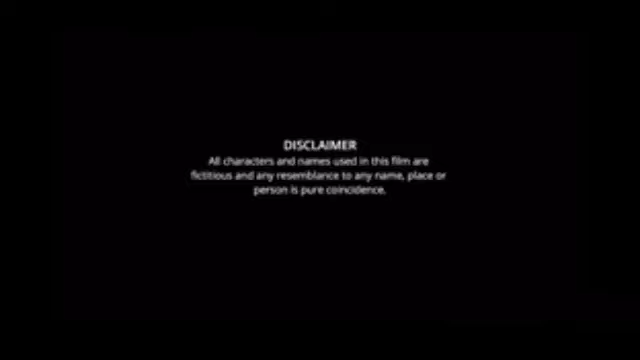 DISCLAIMER
All characters and names used in this film are
fictitious and any resemblance to any name, place or
person is pure coincidence.